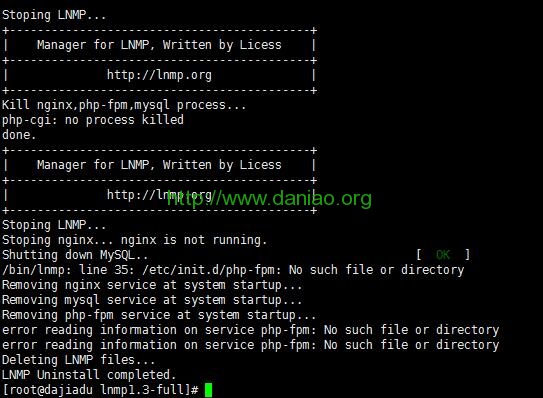 Stoping LNMP...
+-------------------------------------------+
|    Manager for LNMP, Written by Licess    |
+-------------------------------------------+
|              http://lnmp.org              |
+-------------------------------------------+
Kill nginx,php-fpm,mysql process...
php-cgi: no process killed
done.
+-------------------------------------------+
|    Manager for LNMP, Written by Licess    |
+-------------------------------------------+
|              http://lnmp.org              |
http://www.daniao.org
+-------------------------------------------+
Stoping LNMP...
Stoping nginx... nginx is not running.
Shutting down MySQL.. [  OK  ]
/bin/lnmp: line 35: /etc/init.d/php-fpm: No such file or directory
Removing nginx service at system startup...
Removing mysql service at system startup...
Removing php-fpm service at system startup...
error reading information on service php-fpm: No such file or directory
error reading information on service php-fpm: No such file or directory
Deleting LNMP files...
LNMP Uninstall completed.
[root@dajiadu lnmp1.3-full]#